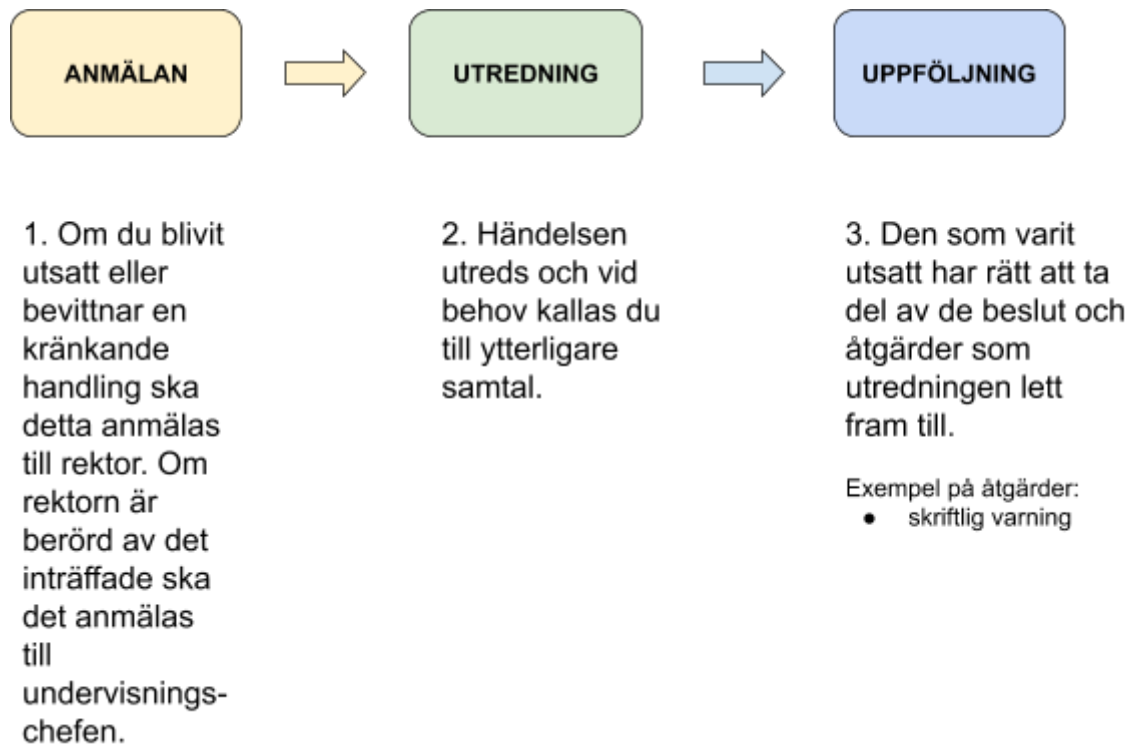 ANMÄLAN
UTREDNING
UPPFÖLJNING
1. Om du blivit
utsatt eller
bevittnar en
kränkande
handling ska
detta anmälas
till rektor. Om
rektorn är
berörd av det
inträffade ska
det anmälas
till
undervisnings-
chefen.
2. Händelsen
utreds och vid
behov kallas du
till ytterligare
samtal.
3. Den som varit
utsatt har rätt att ta
del av de beslut och
åtgärder som
utredningen lett
fram till.
Exempel på åtgärder:
● skriftlig varning